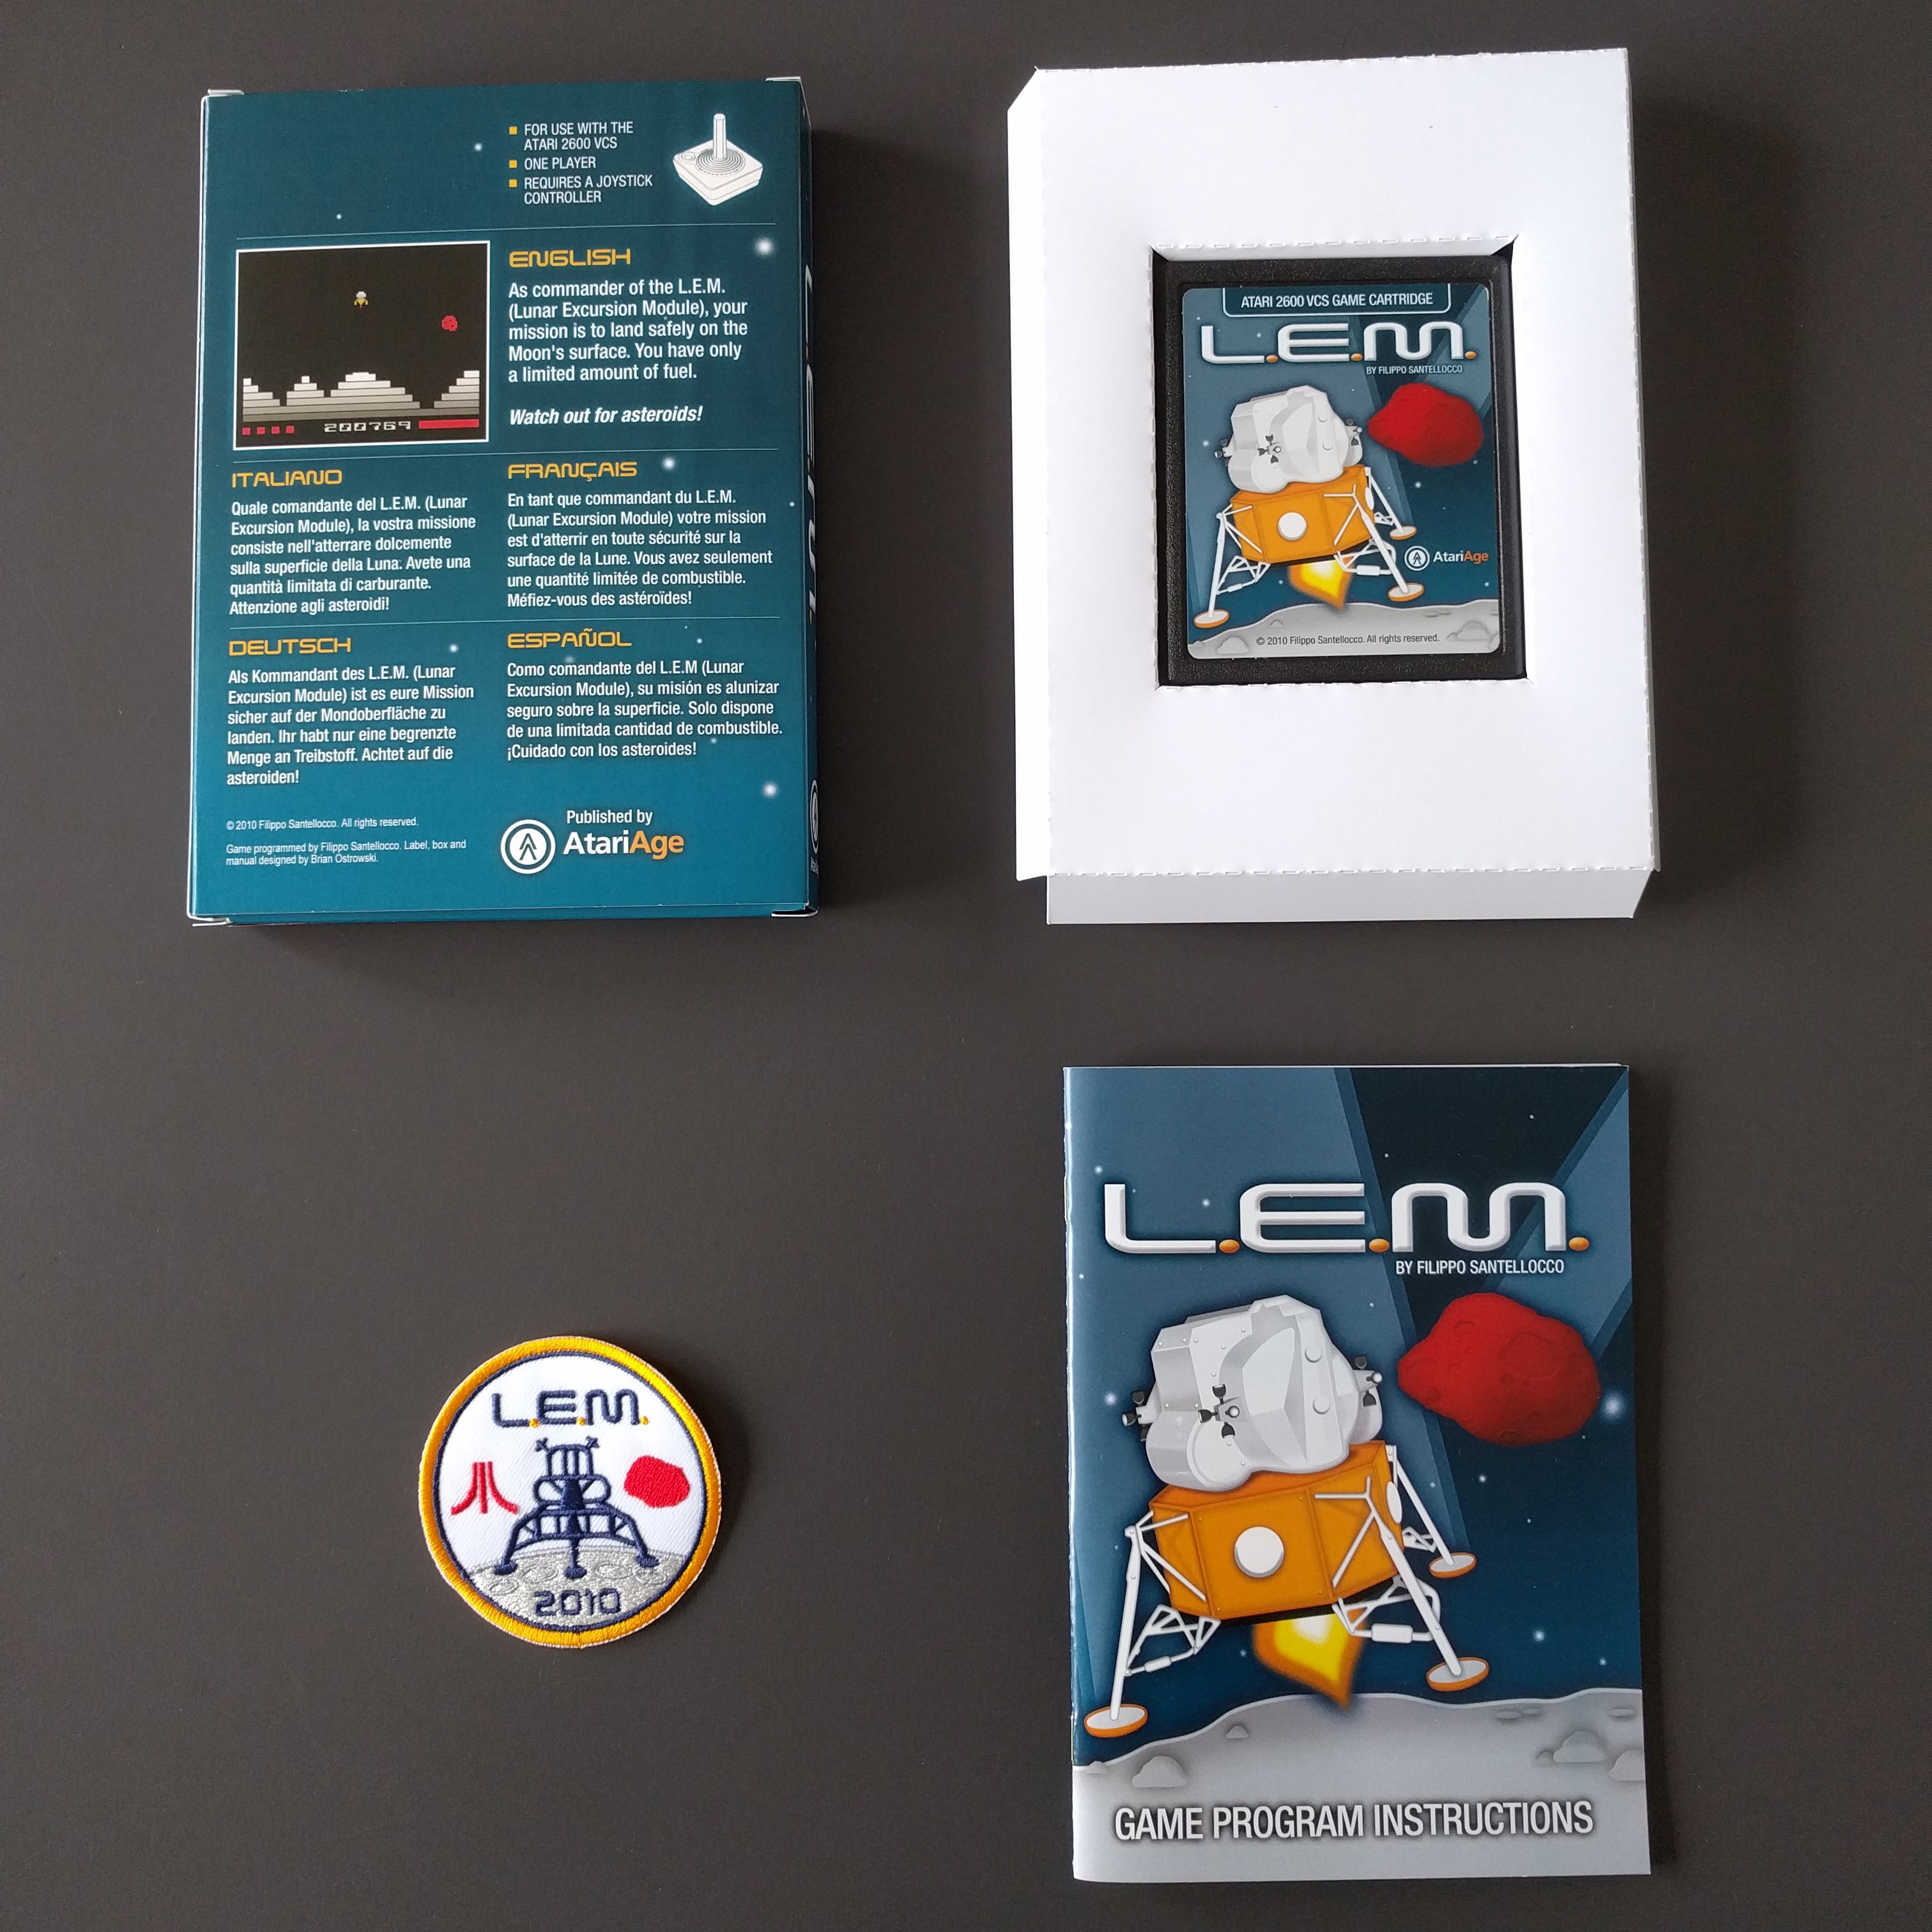 FOR USE WITH THE
ATARI 2600 VCS
ONE PLAYER
REQUIRES A JOYSTICK
CONTROLLER
ENGLISH
As commander of the L.E.M.
(Lunar Excursion Module), your
mission is to land safely on the
Moon's surface. You have only
a limited amount of fuel.
Watch out for asteroids!
200769
ITALIANO
Quale comandante del L.E.M. (Lunar
Excursion Module), la vostra missione
consiste nell'atterrare dolcemente
sulla superficie della Luna. Avete una
quantità limitata di carburante.
Attenzione agli asteroidi!
FRANÇAIS
En tant que commandant du L.E.M.
(Lunar Excursion Module) votre mission
est d'atterrir en toute sécurité sur la
surface de la Lune. Vous avez seulement
une quantité limitée de combustible.
Méfiez-vous des astéroïdes!
DEUTSCH
Als Kommandant des L.E.M. (Lunar
Excursion Module) ist es eure Mission
sicher auf der Mondoberfläche zu
landen. Ihr habt nur eine begrenzte
Menge an Treibstoff. Achtet auf die
asteroiden!
ESPAÑOL
Como comandante del L.E.M (Lunar
Excursion Module), su misión es alunizar
seguro sobre la superficie. Solo dispone
de una limitada cantidad de combustible.
¡Cuidado con los asteroides!
© 2010 Filippo Santellocco. All rights reserved.
Game programmed by Filippo Santellocco. Label, box and
manual designed by Brian Ostrowski.
Published by
AtariAge
ATARI 2600 VCS GAME CARTRIDGE
L.E.M.
BY FILIPPO SANTELLOCCO
AtariAge
© 2010 Filippo Santellocco. All rights reserved.
L.E.M.
2010
L.E.M.
BY FILIPPO SANTELLOCCO
GAME PROGRAM INSTRUCTIONS